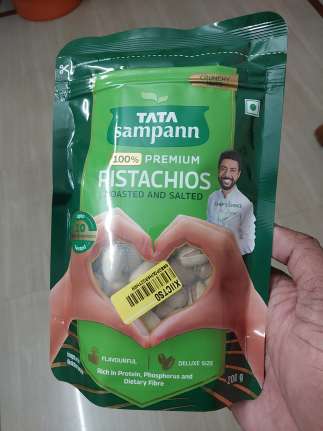 CRUNCHY
TATA
sampann
100% PREMIUM
PISTACHIOS
ROASTED AND SALTED
XIICTS0
FLAVOURFUL
DELUXE SIZE
Rich in Protein, Phosphorus and
Dietary Fibre
200 g